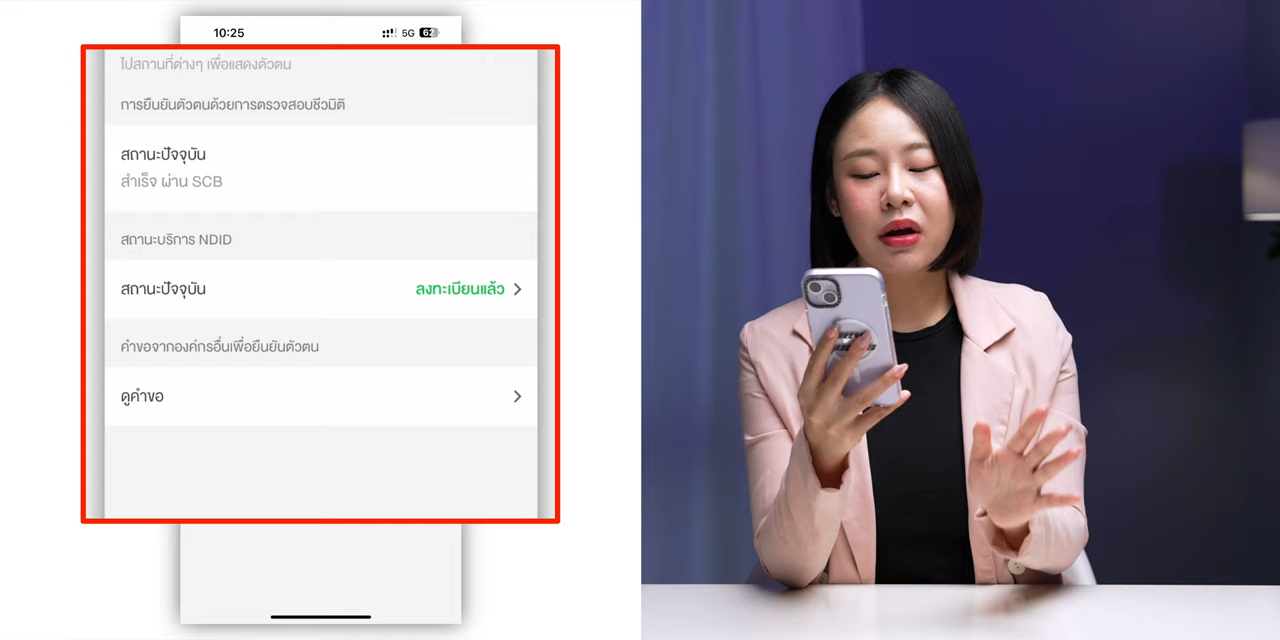 10:25
5G 62
ไปสถานที่ต่างๆ เพื่อแสดงตัวตน
การยืนยันตัวตนด้วยการตรวจสอบชีวมิติ
สถานะปัจจุบัน
สำเร็จ ผ่าน SCB
สถานะบริการ NDID
สถานะปัจจุบัน
ลงทะเบียนแล้ว
คำขอจากองค์กรอื่นเพื่อยืนยันตัวตน
ดูคำขอ